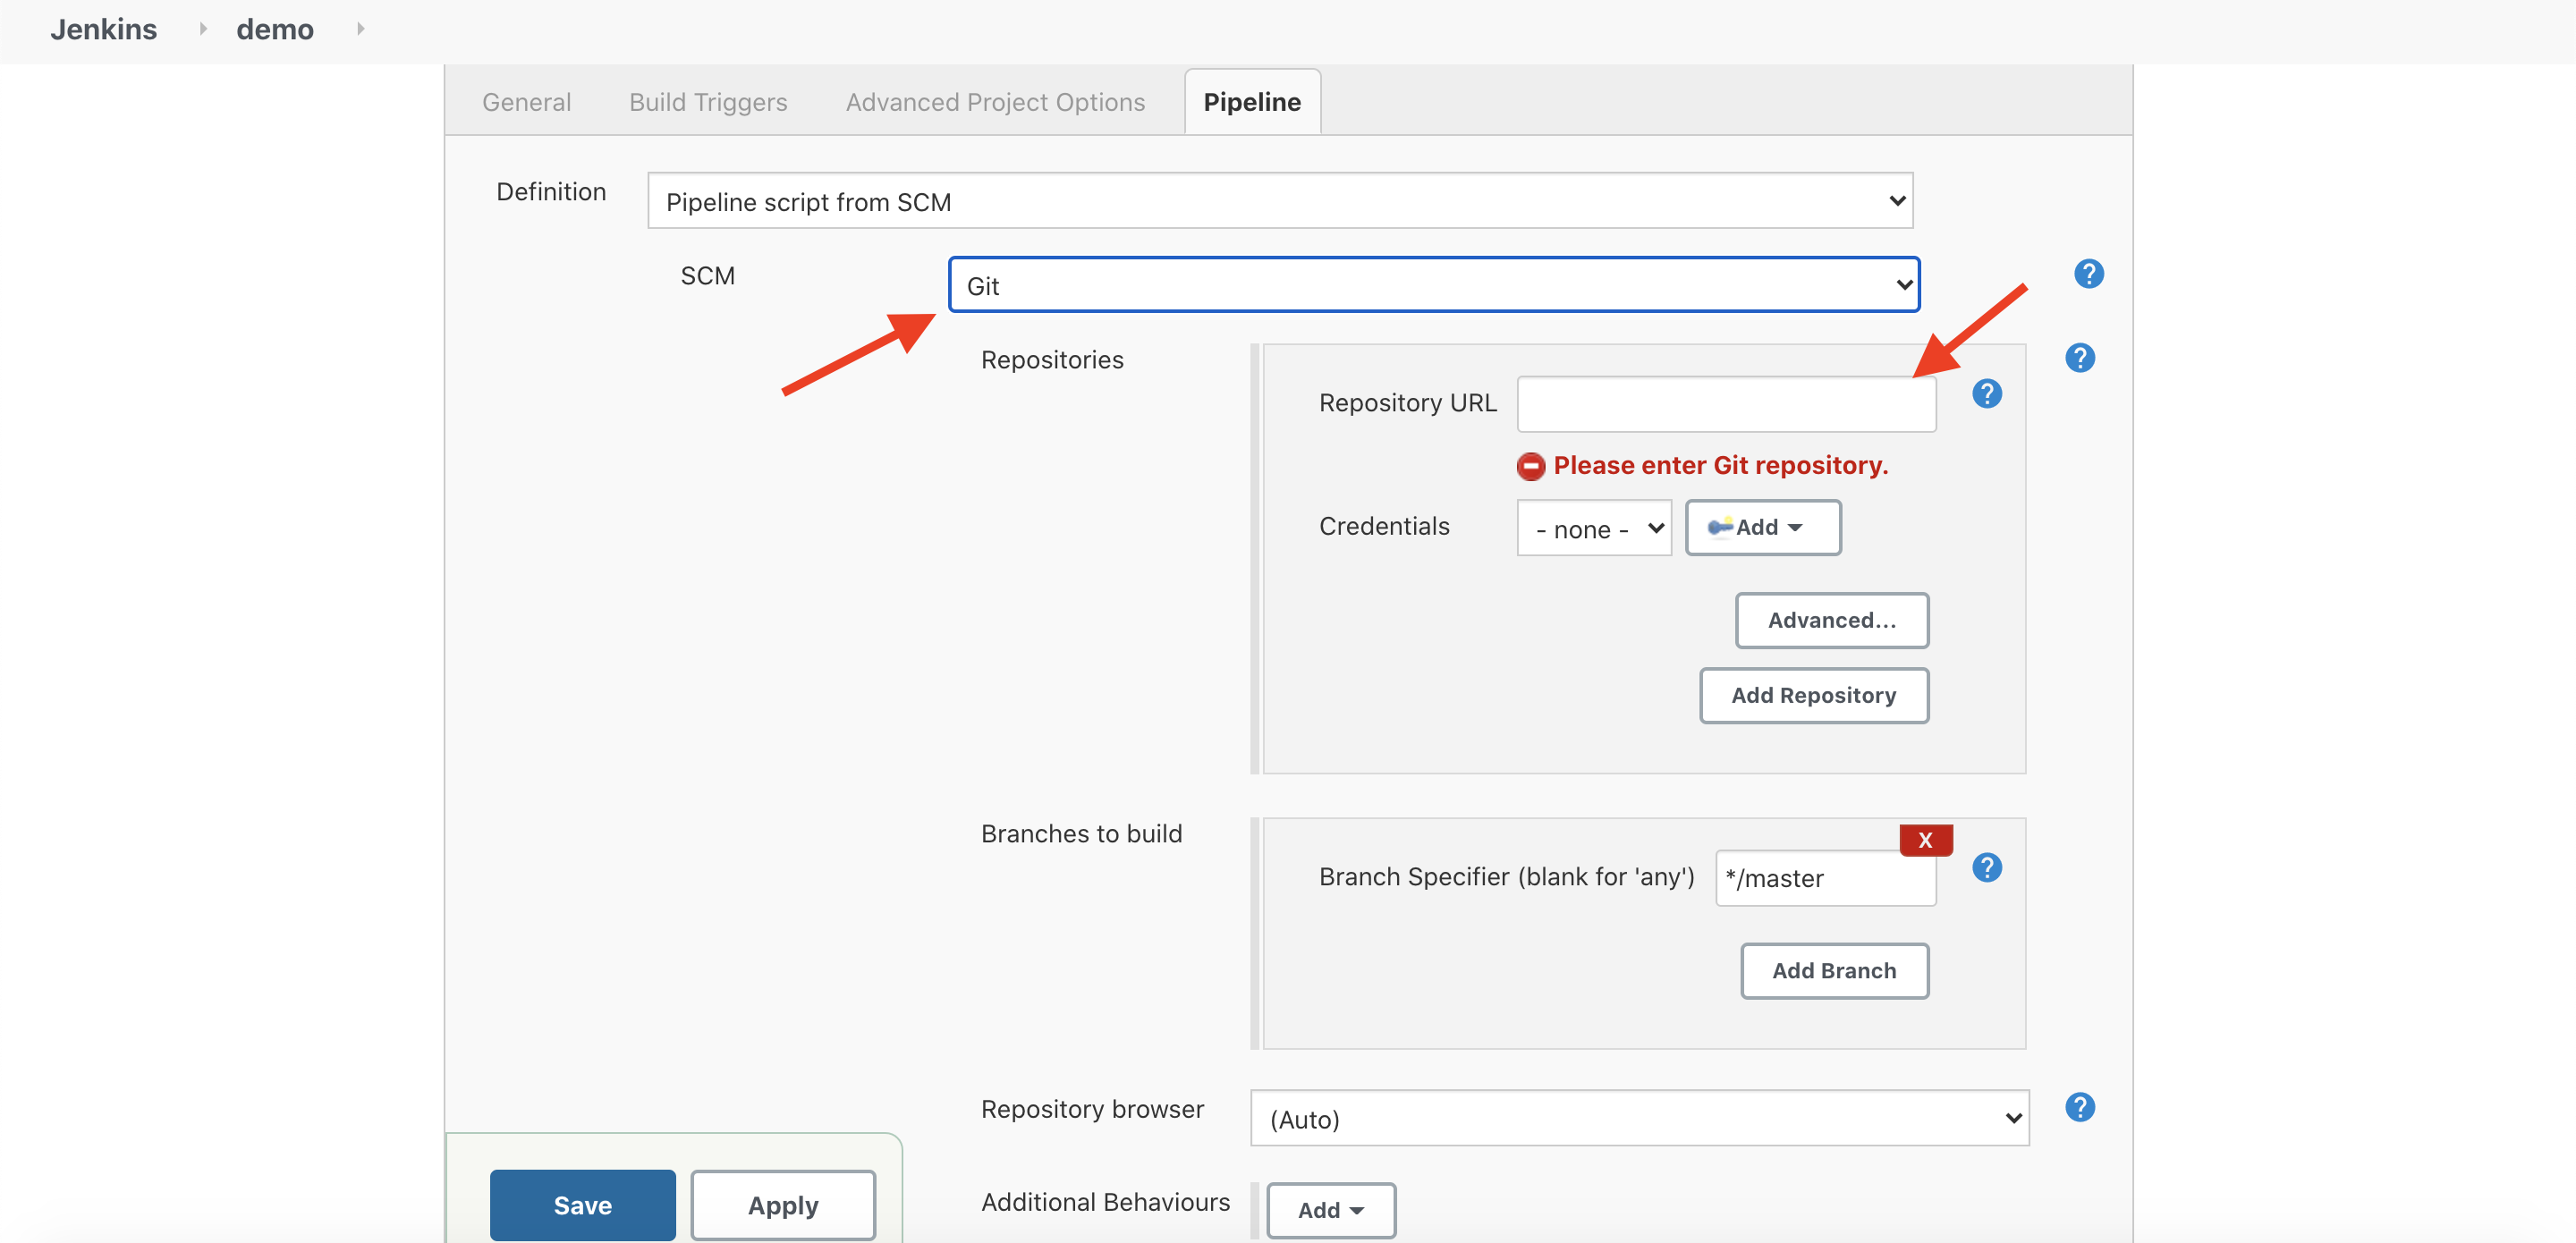 Jenkins demo
General Build Triggers Advanced Project Options Pipeline
Definition Pipeline script from SCM
SCM Git ?
Repositories ?
Repository URL ?
Please enter Git repository.
Credentials - none - Add
Advanced...
Add Repository
Branches to build
X
Branch Specifier (blank for 'any') */master ?
Add Branch
Repository browser (Auto) ?
Save Apply
Additional Behaviours Add